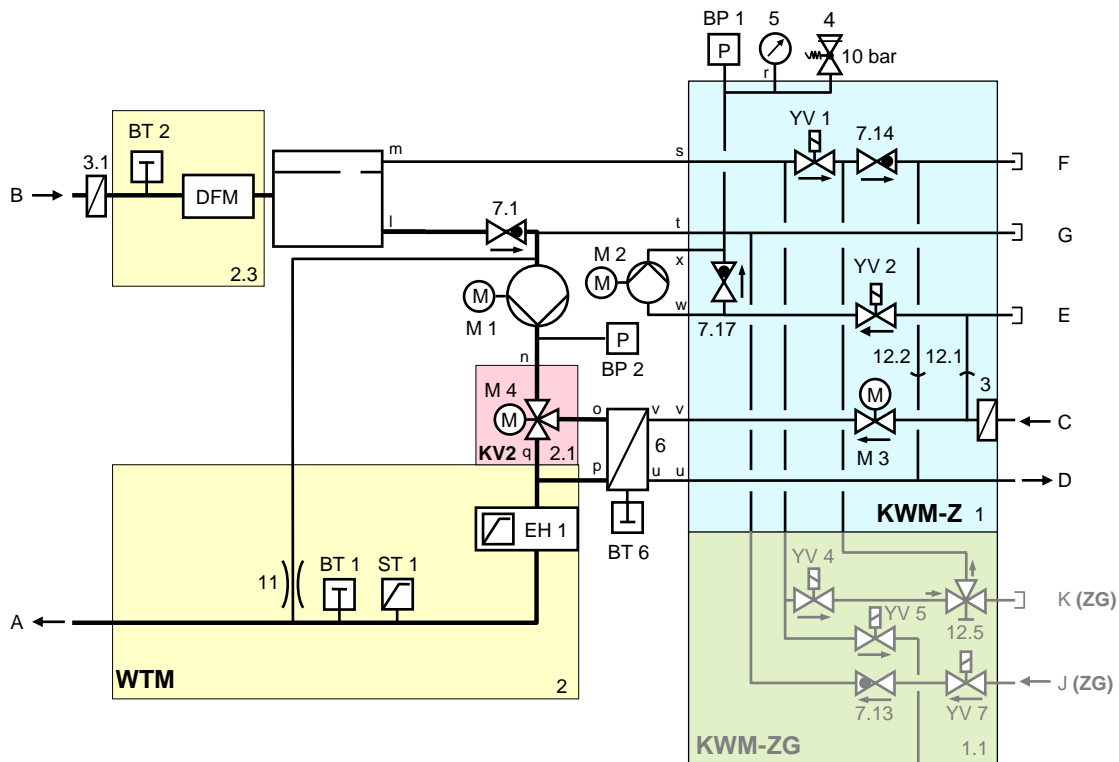 BP 1
5
4
P
10 bar
r
BT 2
YV 1
7.14
3.1
m
s
F
B
DFM
l
7.1
t
G
2.3
M 2
x
M
YV 2
M
w
E
M 1
7.17
P
BP 2
n
12.2
12.1
M 4
M
3
M
o
v
v
C
KV2
q
2.1
6
M 3
p
u
u
D
KWM-Z
1
EH 1
BT 6
BT 1
ST 1
YV 4
11
K (ZG)
A
YV 5
12.5
WTM
2
J (ZG)
7.13
YV 7
KWM-ZG
1.1